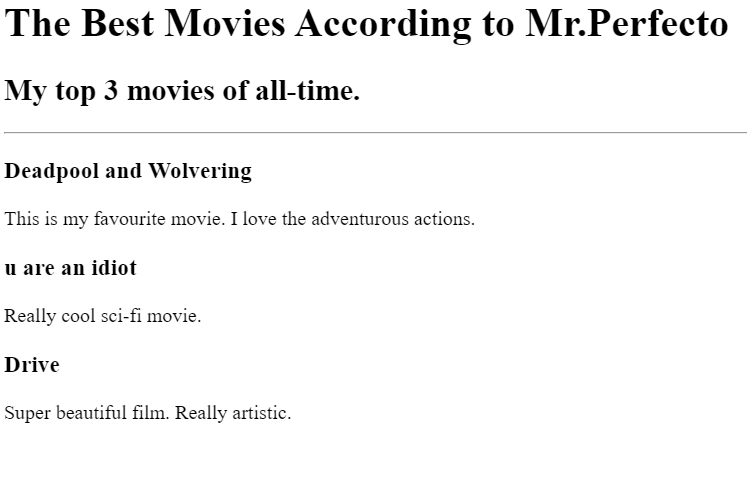 The Best Movies According to Mr.Perfecto
My top 3 movies of all-time.
Deadpool and Wolvering
This is my favourite movie. I love the adventurous actions.
u are an idiot
Really cool sci-fi movie.
Drive
Super beautiful film. Really artistic.